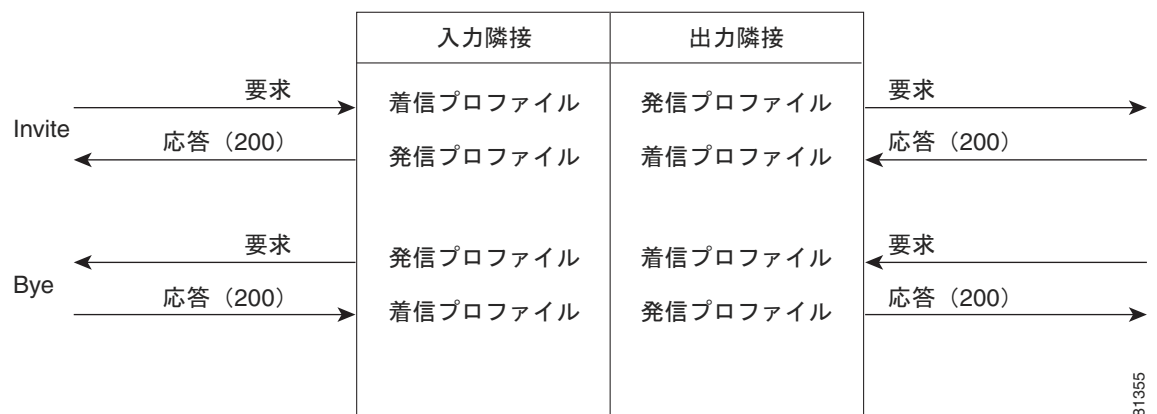 入力隣接 出力隣接
要求 着信プロファイル 発信プロファイル 要求
Invite
応答（200） 発信プロファイル 着信プロファイル 応答（200）
要求 発信プロファイル 着信プロファイル 要求
Bye
応答（200） 着信プロファイル 発信プロファイル 応答（200）